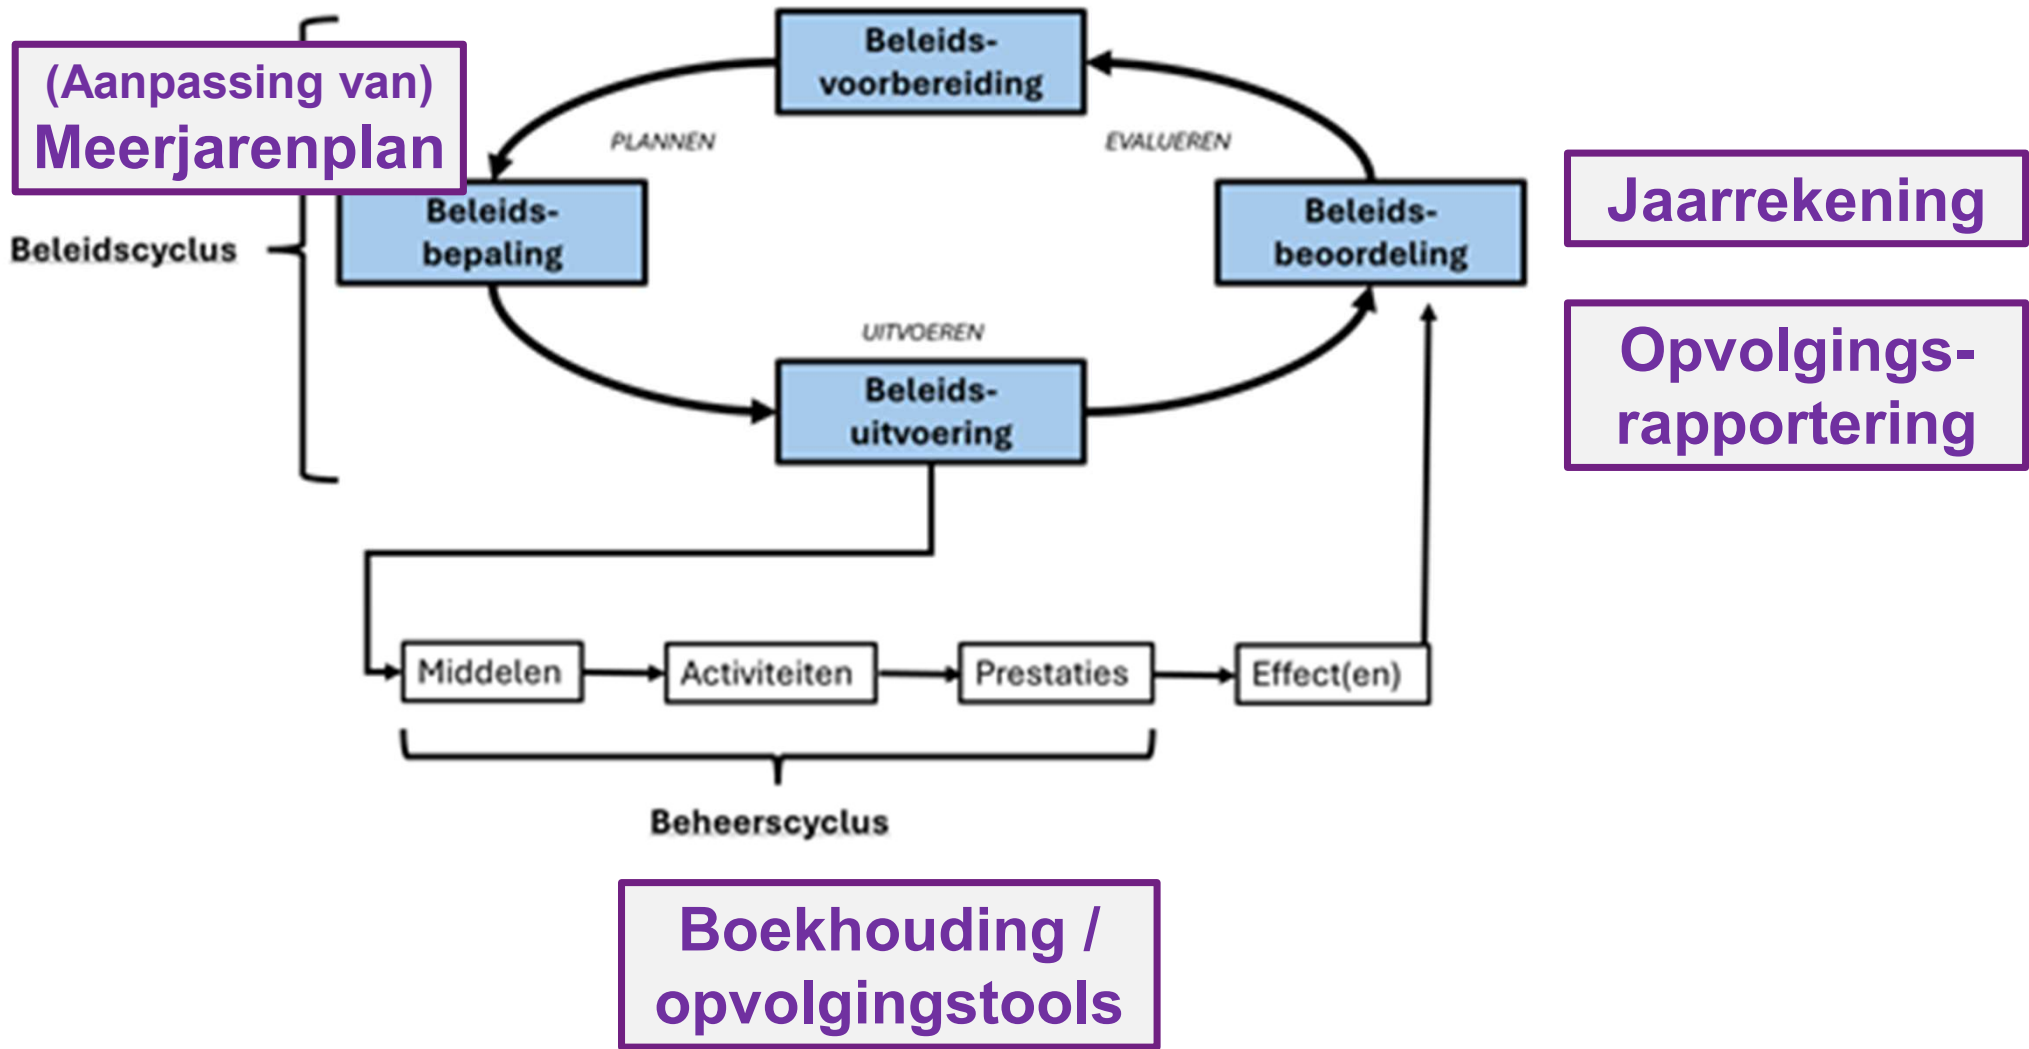 Beleids-
voorbereiding
(Aanpassing van)
Meerjarenplan
PLANNEN
EVALUEREN
Beleids-
bepaling
Beleids-
beoordeling
Jaarrekening
Beleidscyclus
UITVOEREN
Opvolgings-
rapportering
Beleids-
uitvoering
Middelen
Activiteiten
Prestaties
Effect(en)
Beheerscyclus
Boekhouding /
opvolgingstools